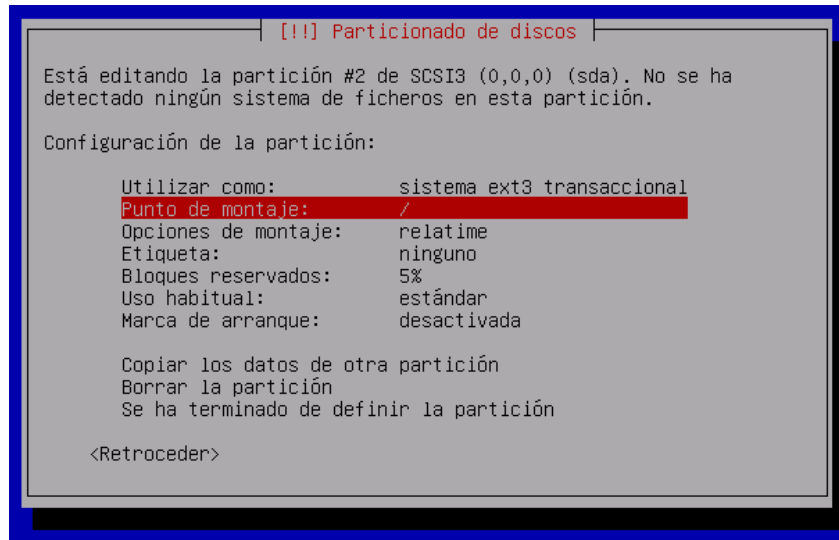 [!!] Particionado de discos
Está editando la partición #2 de SCSI3 (0,0,0) (sda). No se ha
detectado ningún sistema de ficheros en esta partición.
Configuración de la partición:
Utilizar como: sistema ext3 transaccional
Punto de montaje: /
Opciones de montaje: relatime
Etiqueta: ninguno
Bloques reservados: 5%
Uso habitual: estándar
Marca de arranque: desactivada
Copiar los datos de otra partición
Borrar la partición
Se ha terminado de definir la partición
<Retroceder>